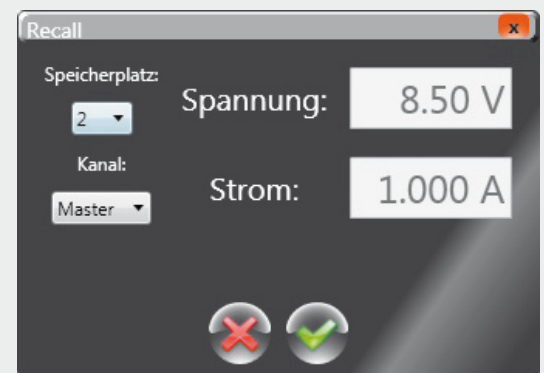 Recall
x
Speicherplatz:
2
Spannung:
8.50 V
Kanal:
Master
Strom:
1.000 A